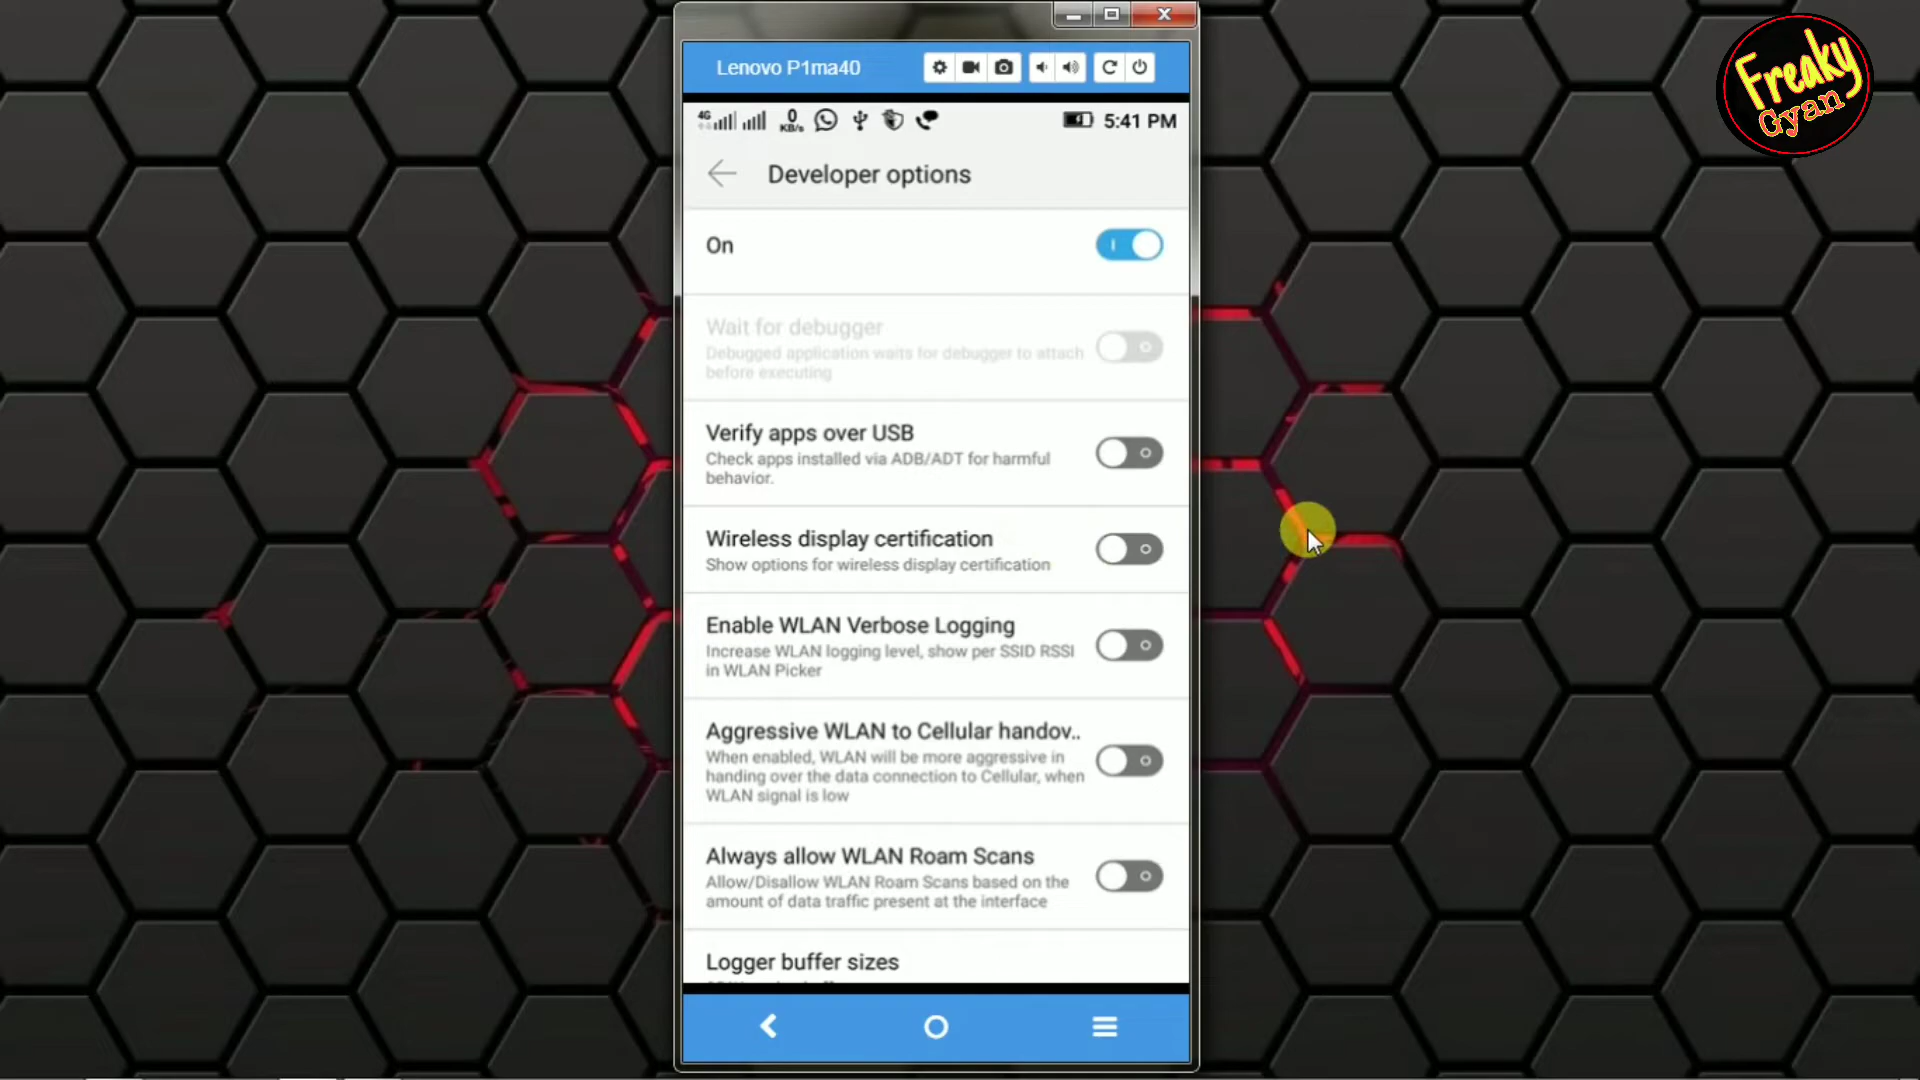 Freaky
Gyan
Lenovo P1ma40
4G
0
KB/s
5:41 PM
Developer options
On
Wait for debugger
Debugged application waits for debugger to attach
before executing
Verify apps over USB
Check apps installed via ADB/ADT for harmful
behavior.
Wireless display certification
Show options for wireless display certification
Enable WLAN Verbose Logging
Increase WLAN logging level, show per SSID RSSI
in WLAN Picker
Aggressive WLAN to Cellular handov..
When enabled, WLAN will be more aggressive in
handing over the data connection to Cellular, when
WLAN signal is low
Always allow WLAN Roam Scans
Allow/Disallow WLAN Roam Scans based on the
amount of data traffic present at the interface
Logger buffer sizes